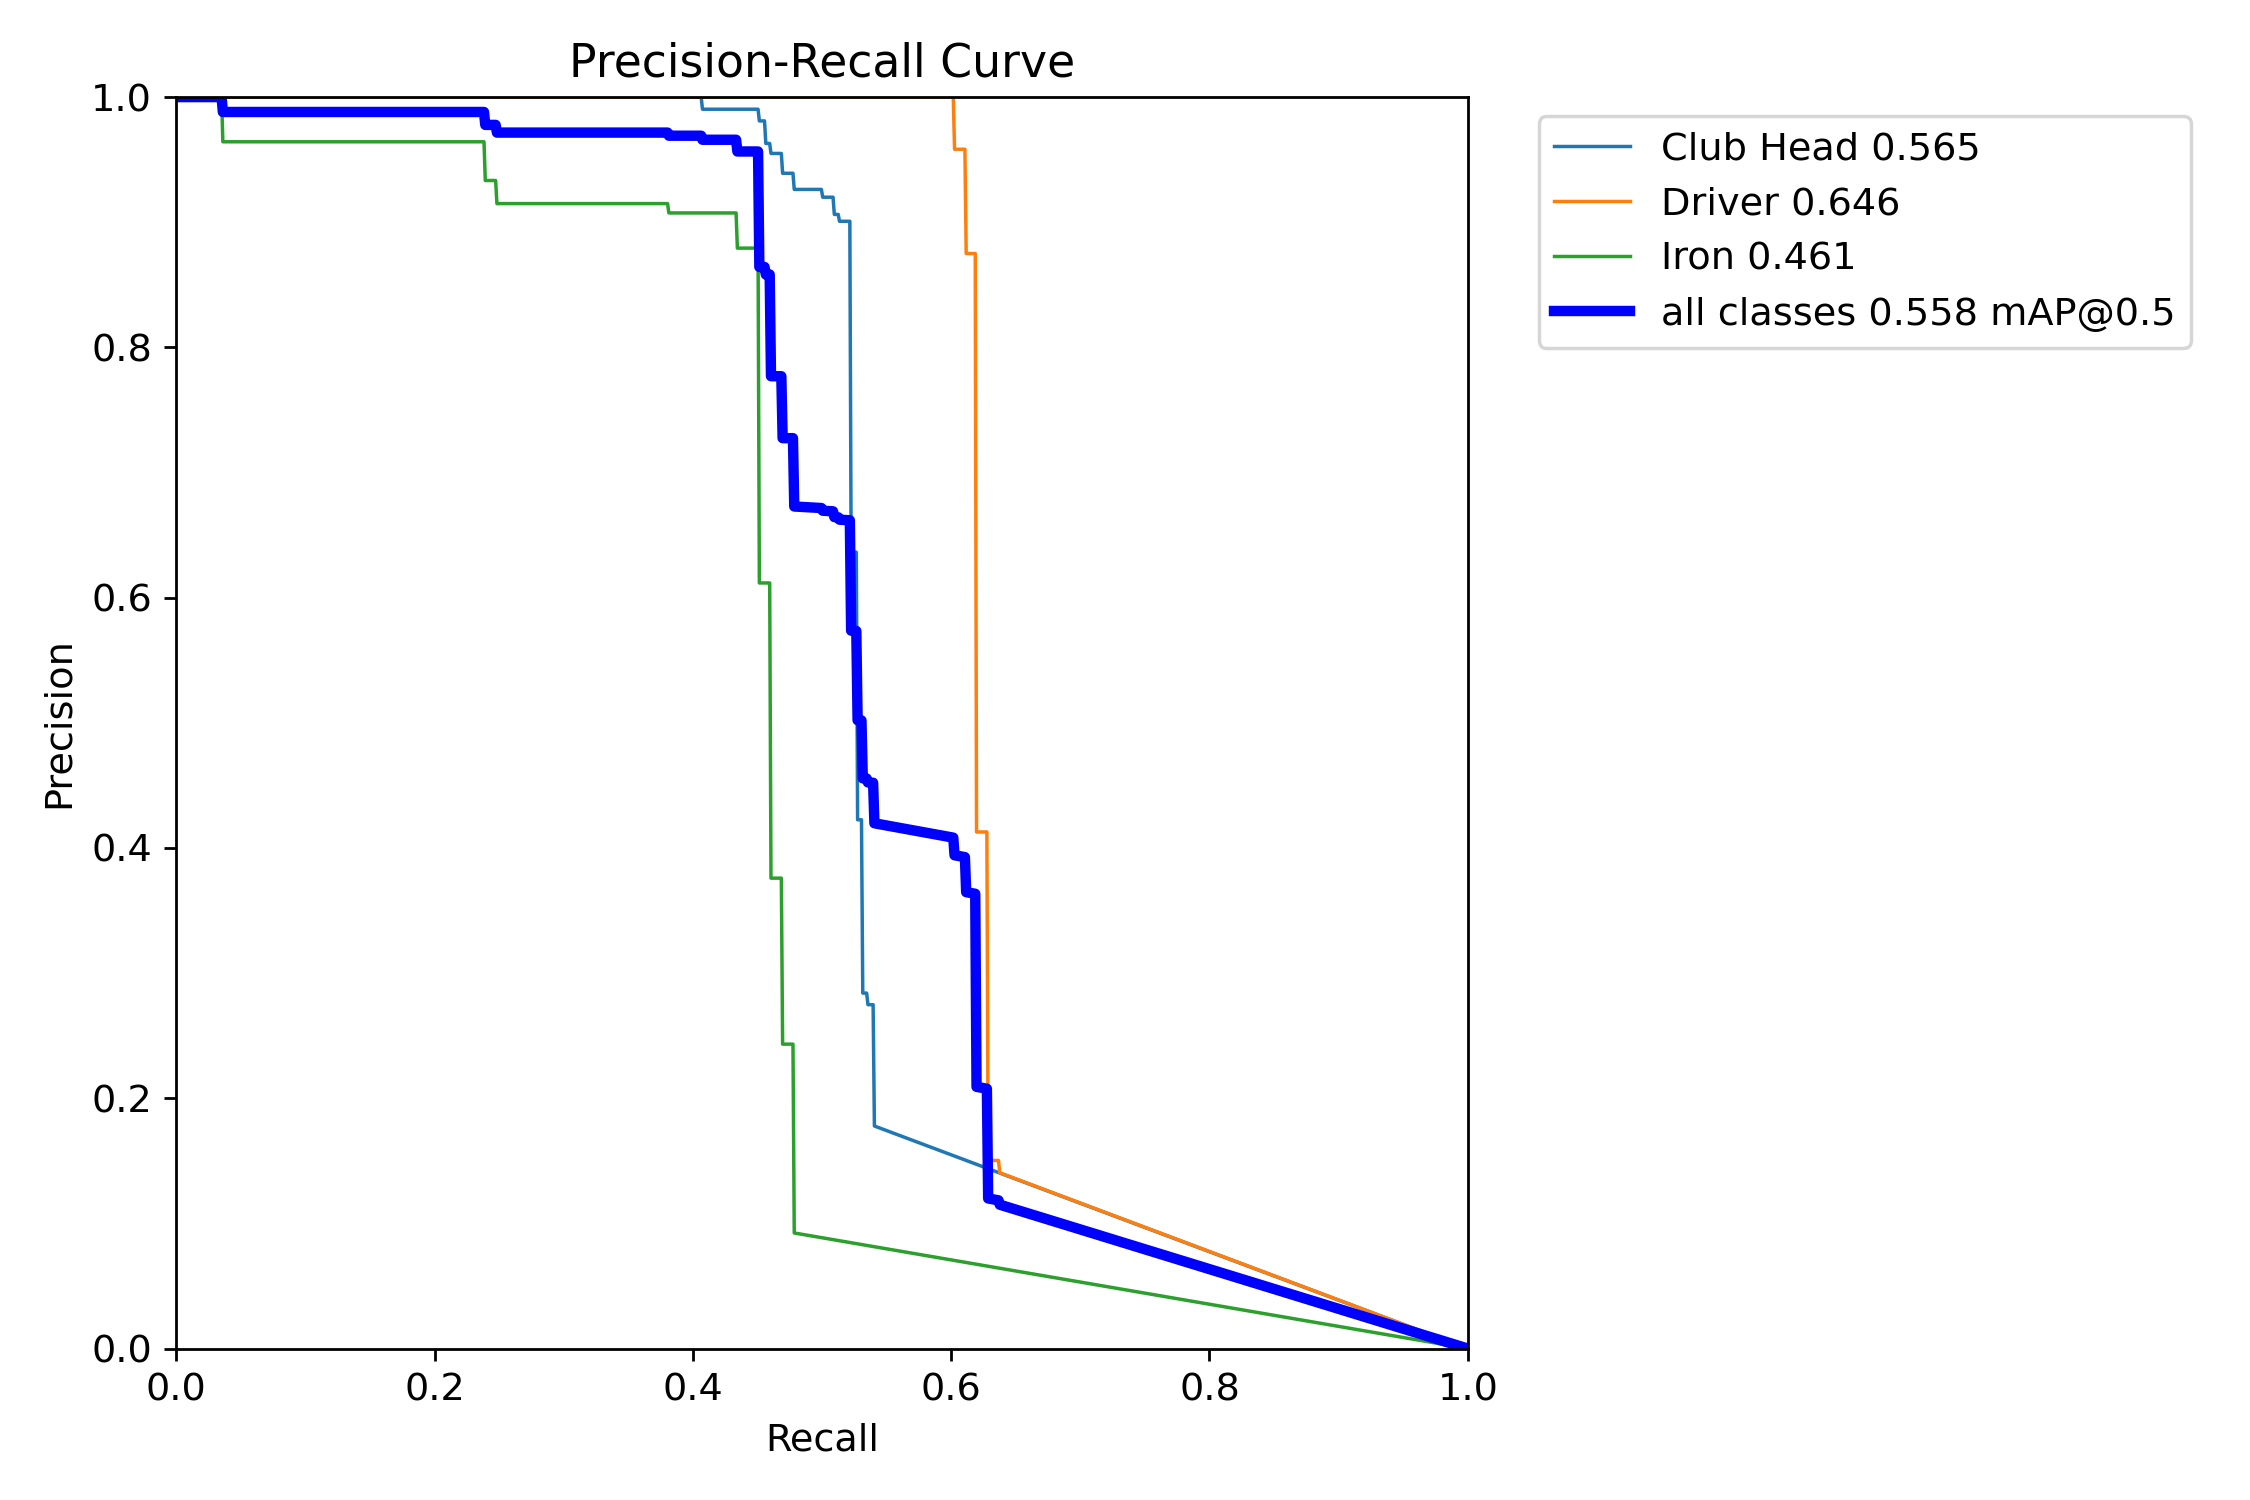 Precision-Recall Curve
1.0
0.8
0.6
0.4
0.2
0.0
Precision
0.0 0.2 0.4 0.6 0.8 1.0
Recall
Club Head 0.565
Driver 0.646
Iron 0.461
all classes 0.558 mAP@0.5